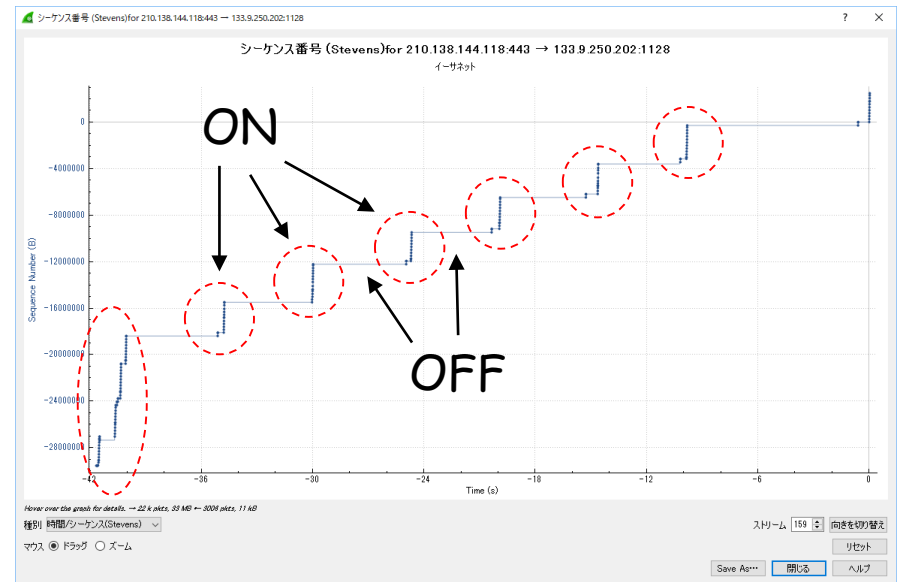 シーケンス番号 (Stevens)for 210.138.144.118:443 → 133.9.250.202:1128
? ×
シーケンス番号 (Stevens)for 210.138.144.118:443 → 133.9.250.202:1128
イーサネット
ON
OFF
Sequence Number (B)
0
-4000000
-8000000
-12000000
-16000000
-20000000
-24000000
-28000000
-42 -36 -30 -24 -18 -12 -6 0
Time (s)
Hover over the graph for details. → 22 k pkts, 33 MB ← 3006 pkts, 11 kB
種別 時間/シーケンス(Stevens) ストリーム 159 向きを切り替え
マウス ドラッグ ズーム リセット
Save As… 閉じる ヘルプ